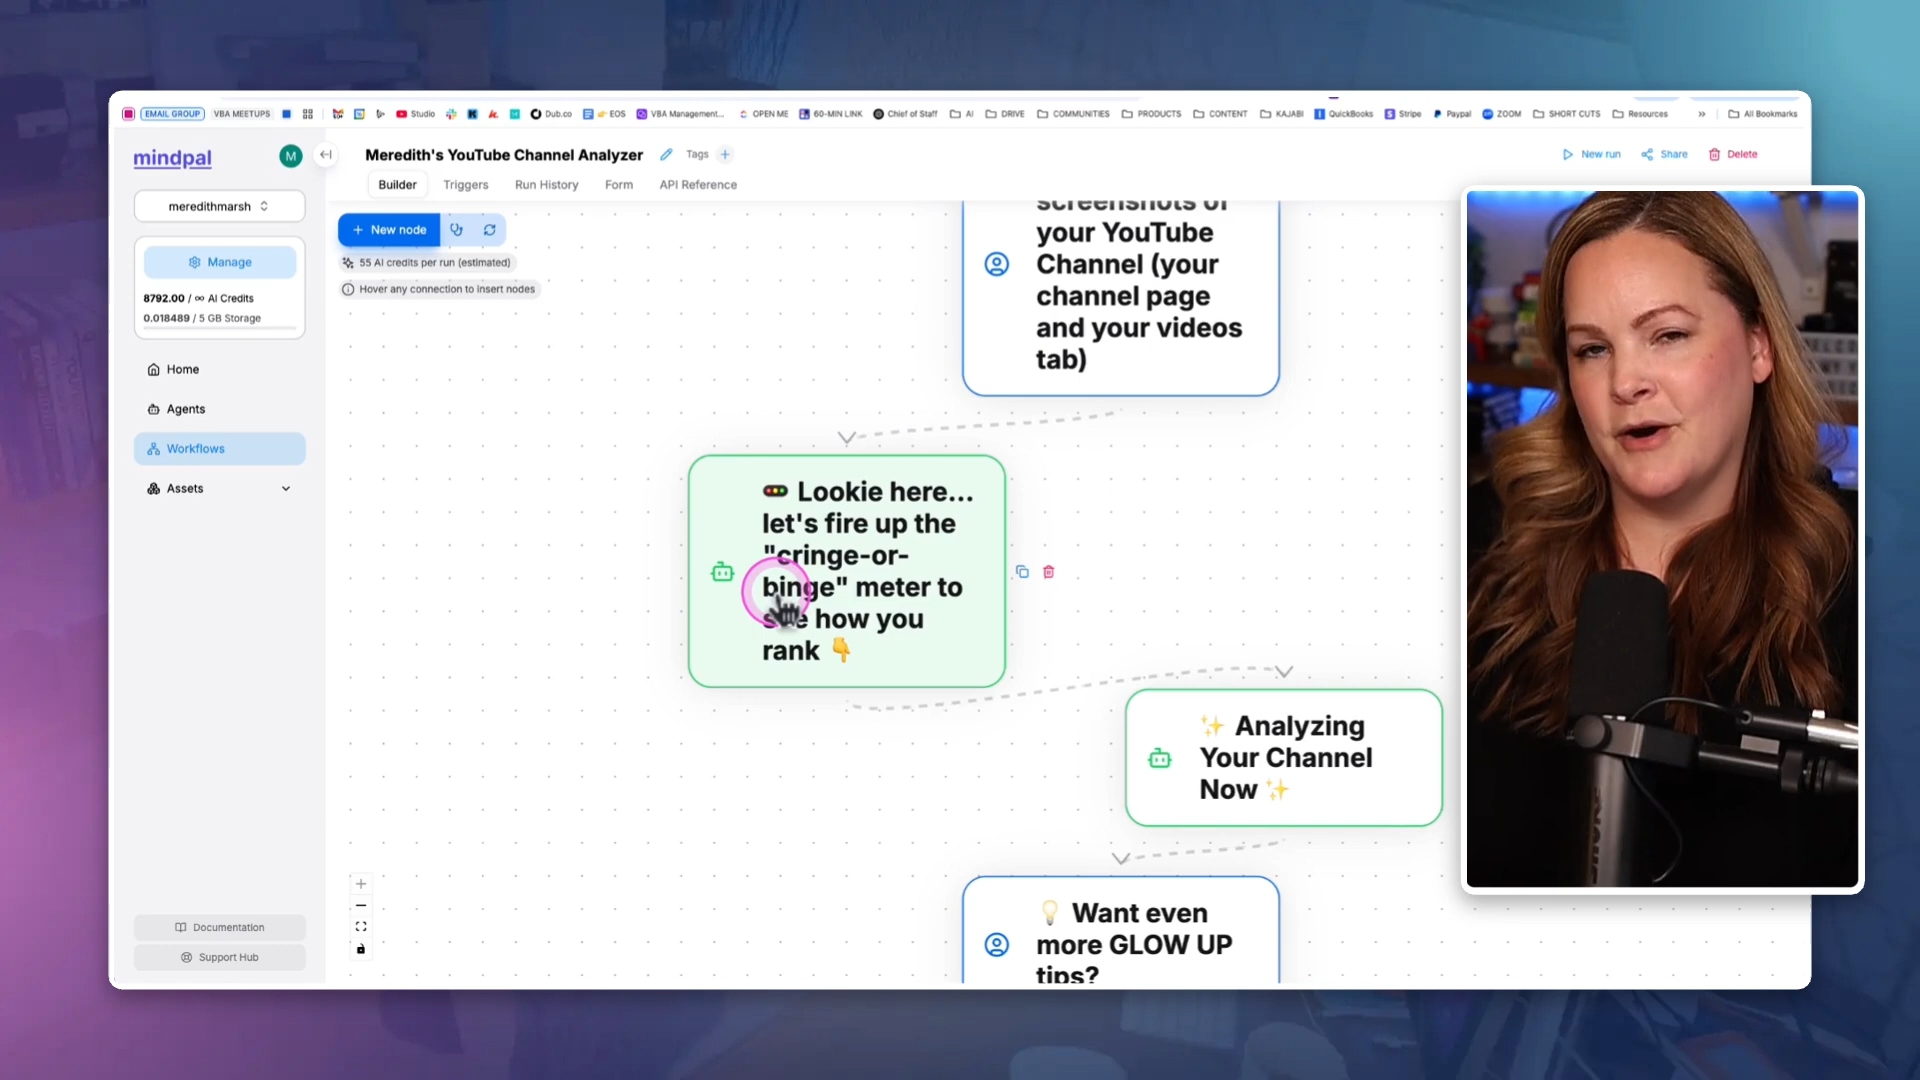 EMAIL GROUP VBA MEETUPS Studio Dub.co EOS VBA Management... OPEN ME 60-MIN LINK Chief of Staff AI DRIVE COMMUNITIES PRODUCTS CONTENT KAJABI QuickBooks Stripe Paypal ZOOM SHORT CUTS Resources » All Bookmarks
mindpal
M
Meredith's YouTube Channel Analyzer
Tags +
New run Share Delete
Builder Triggers Run History Form API Reference
meredithmarsh
Manage
8792.00 / ∞ AI Credits
0.018489 / 5 GB Storage
Home
Agents
Workflows
Assets
Documentation
Support Hub
+ New node
55 AI credits per run (estimated)
Hover any connection to insert nodes
screenshots of
your YouTube
Channel (your
channel page
and your videos
tab)
🚥 Lookie here...
let's fire up the
"cringe-or-
binge" meter to
see how you
rank 👇
✨ Analyzing
Your Channel
Now ✨
💡 Want even
more GLOW UP
tips?